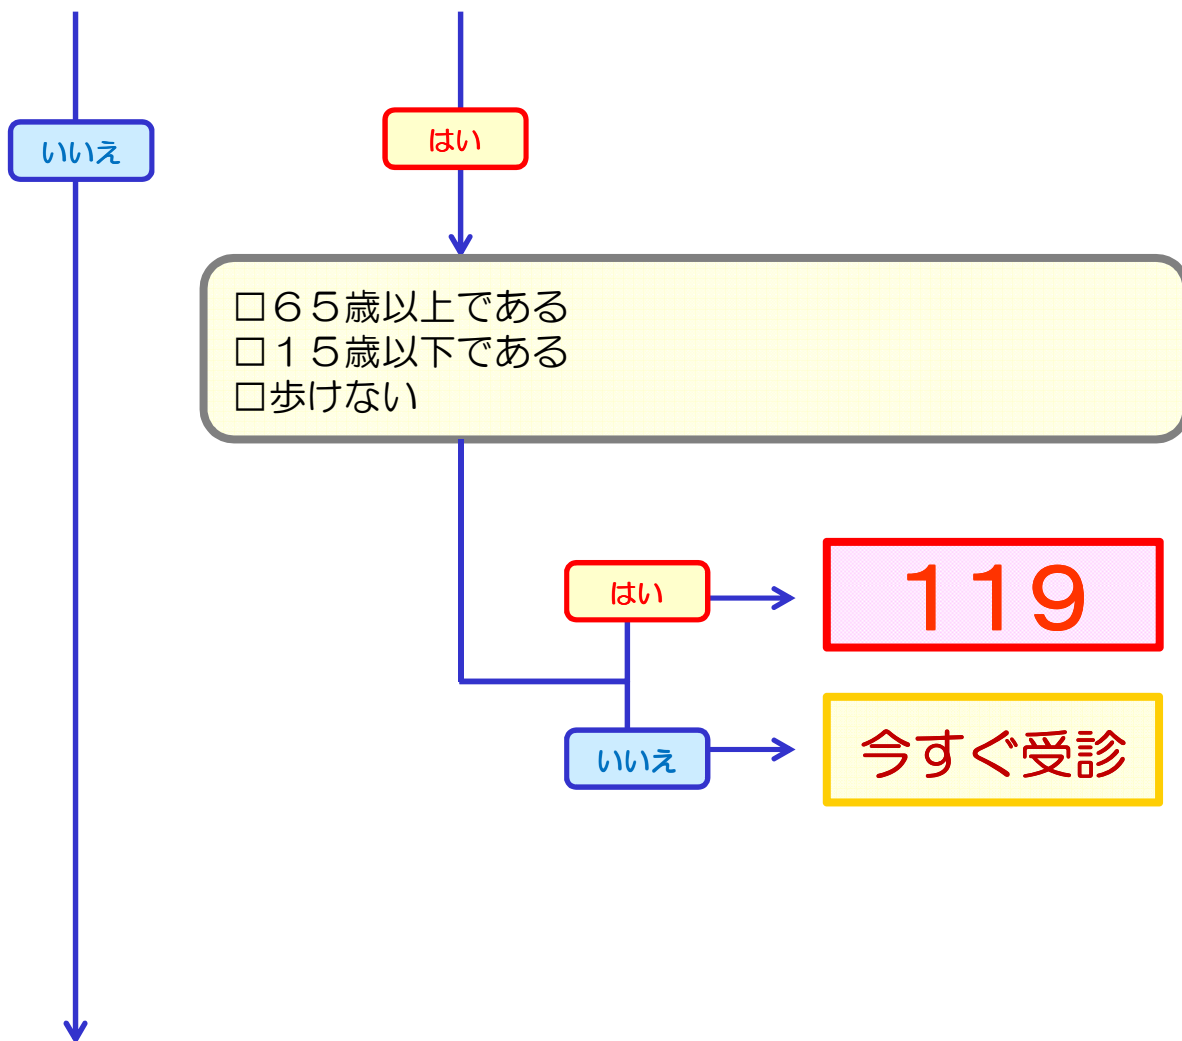 いいえ
はい
□６５歳以上である
□１５歳以下である
□歩けない
はい
１１９
いいえ
今すぐ受診